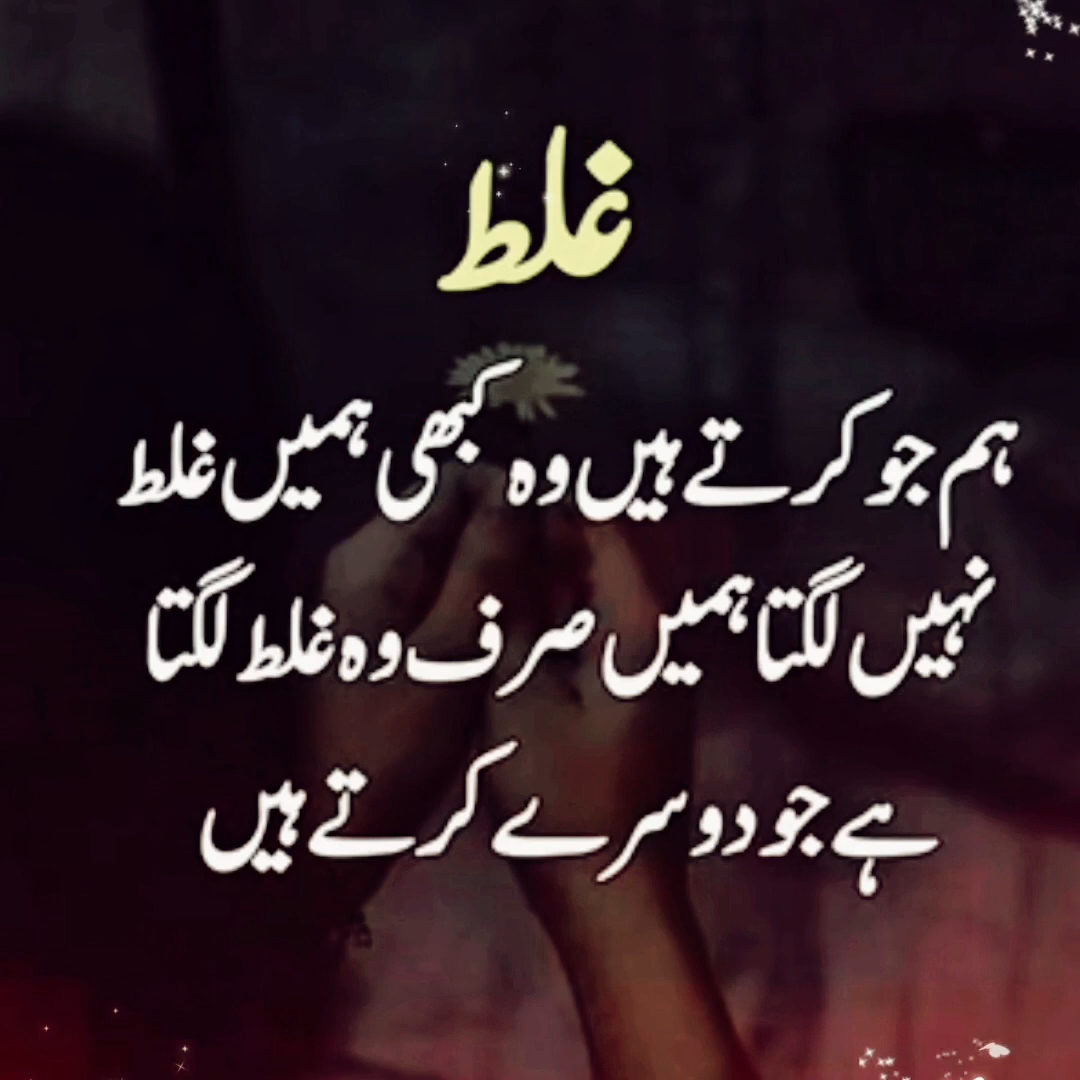 غلط
ہم جو کرتے ہیں وہ کبھی ہمیں غلط
نہیں لگتا ہمیں صرف وہ غلط لگتا
ہے جو دوسرے کرتے ہیں